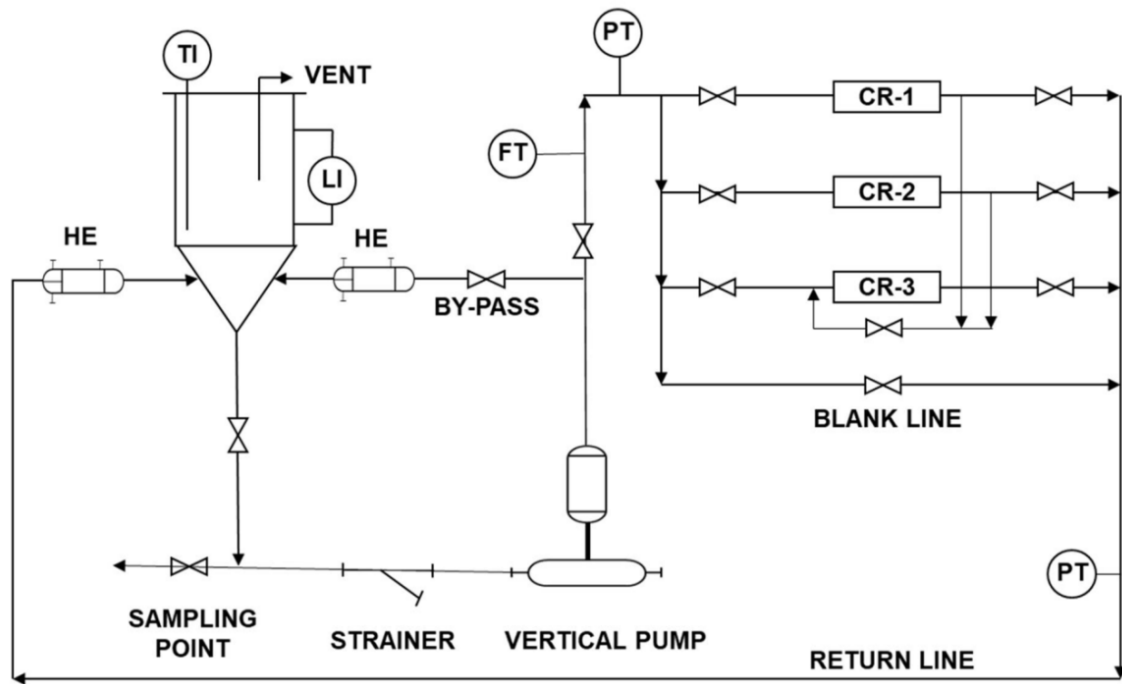 PT
TI
VENT
CR-1
FT
LI
CR-2
HE
HE
CR-3
BY-PASS
BLANK LINE
PT
SAMPLING
POINT
STRAINER
VERTICAL PUMP
RETURN LINE